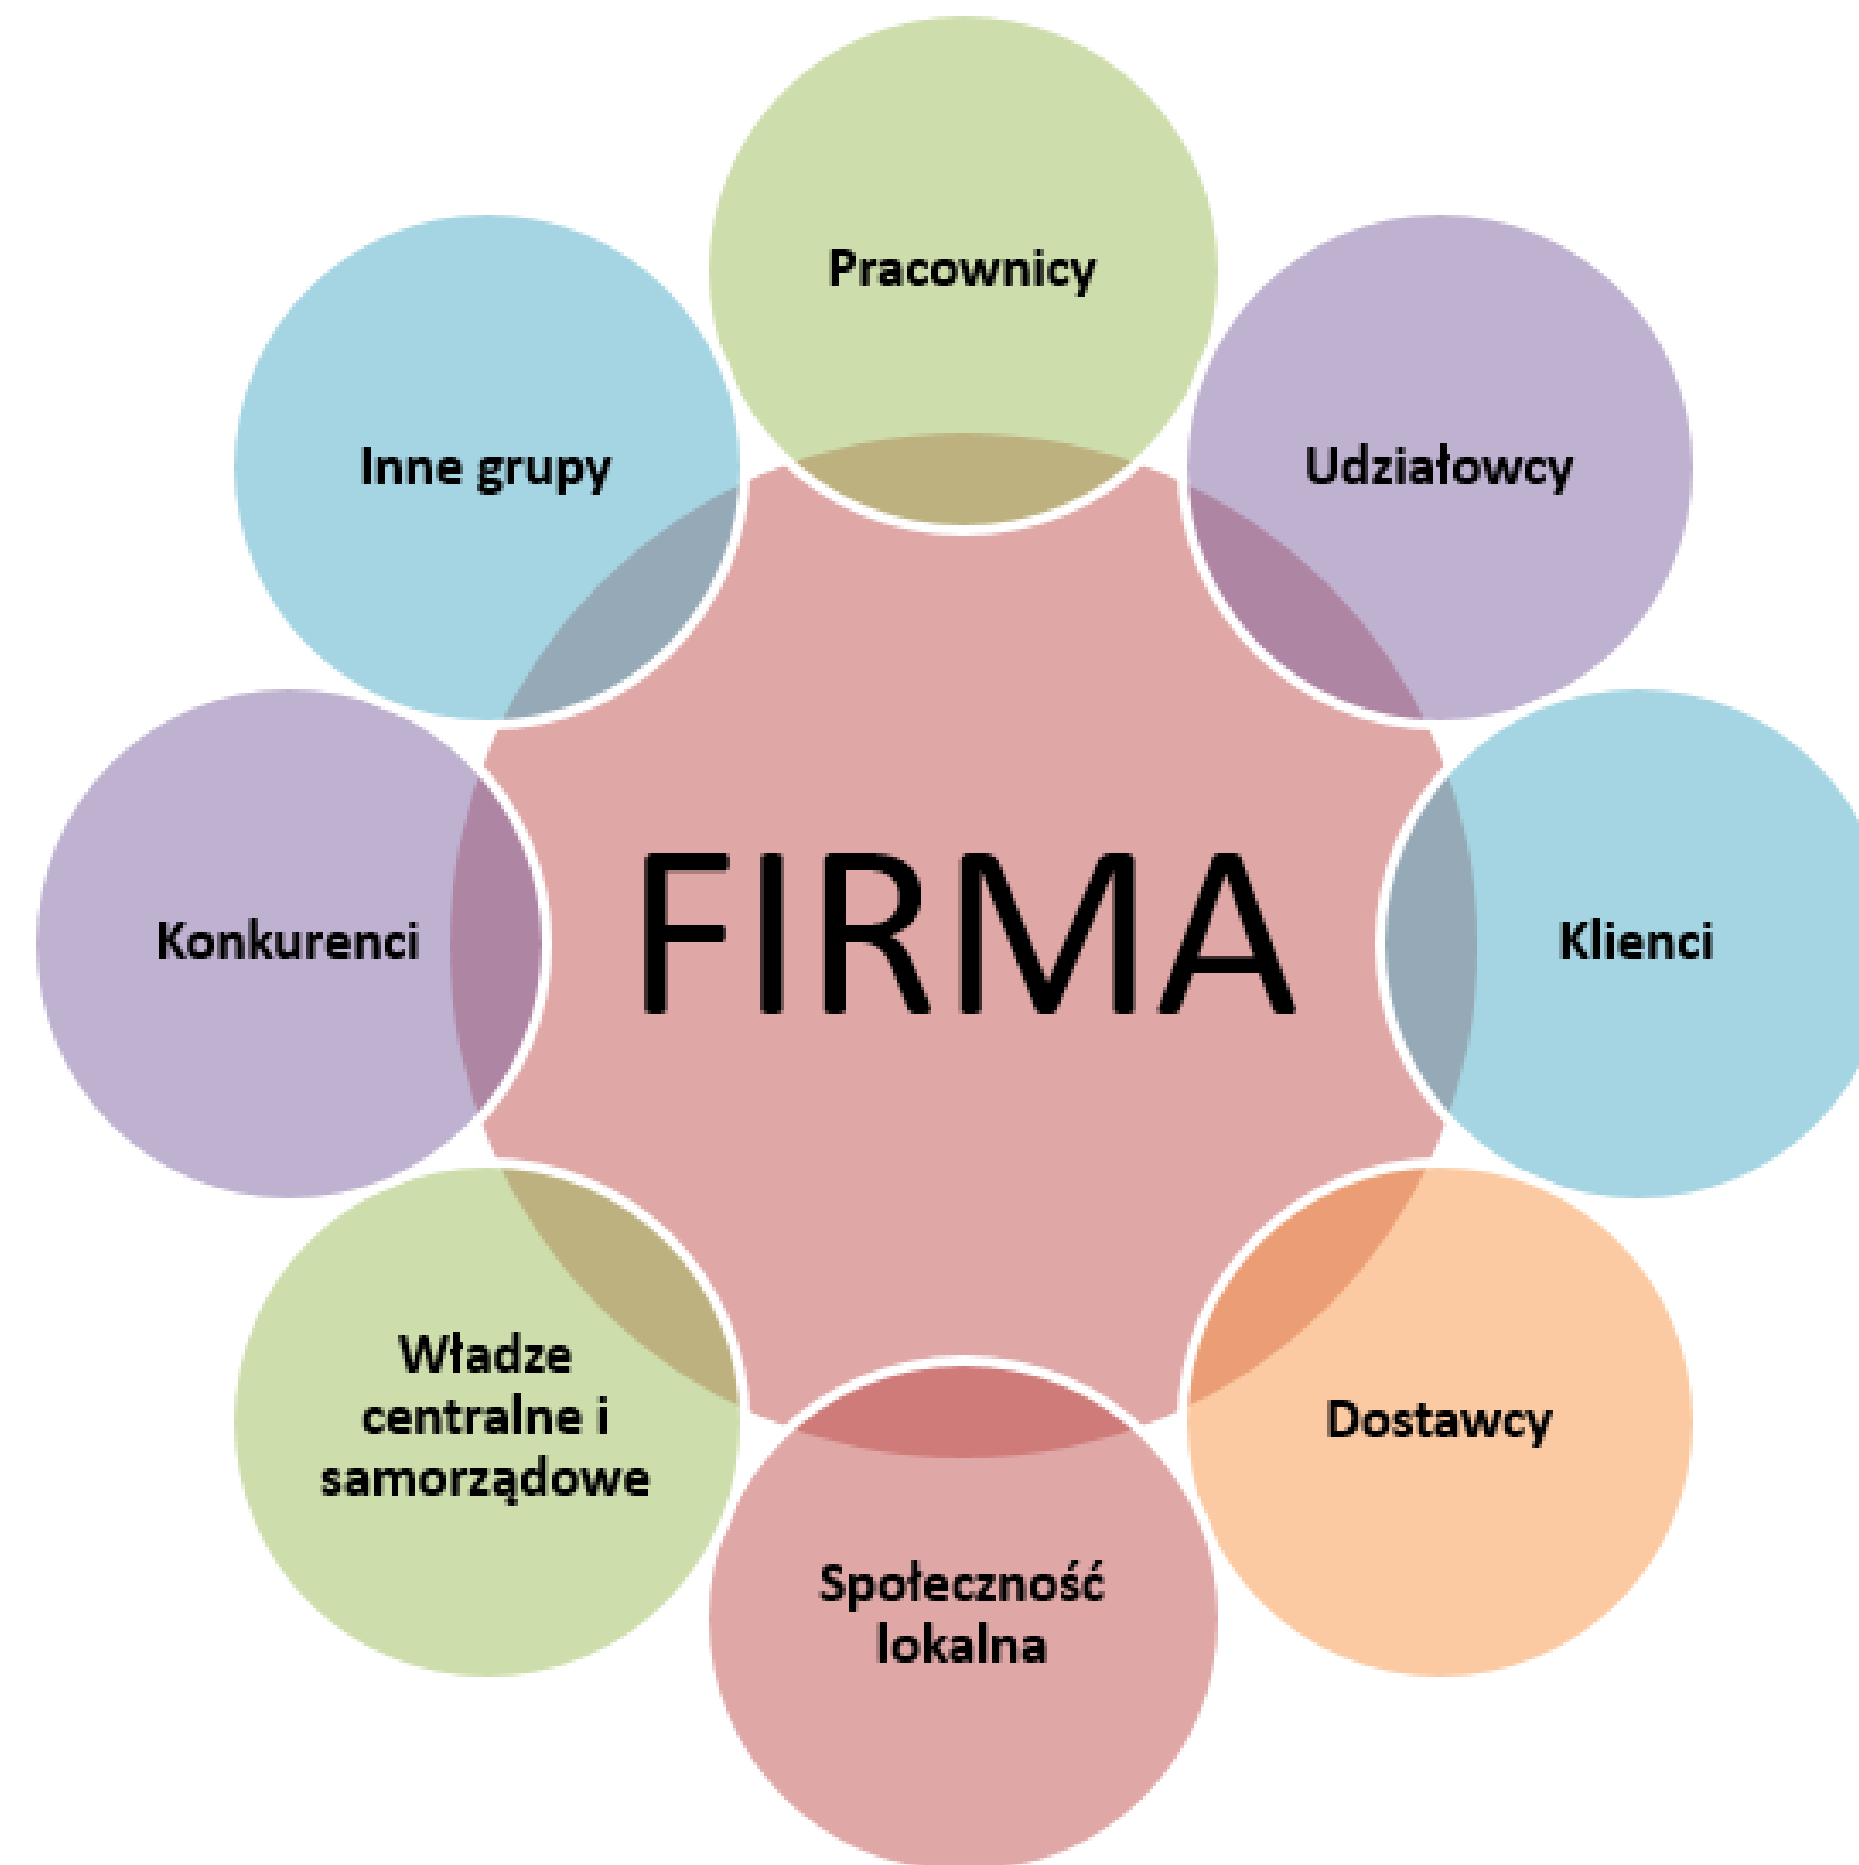 Pracownicy
Udziałowcy
Inne grupy
FIRMA
Konkurenci
Klienci
Władze
centralne i
samorządowe
Dostawcy
Społeczność
lokalna